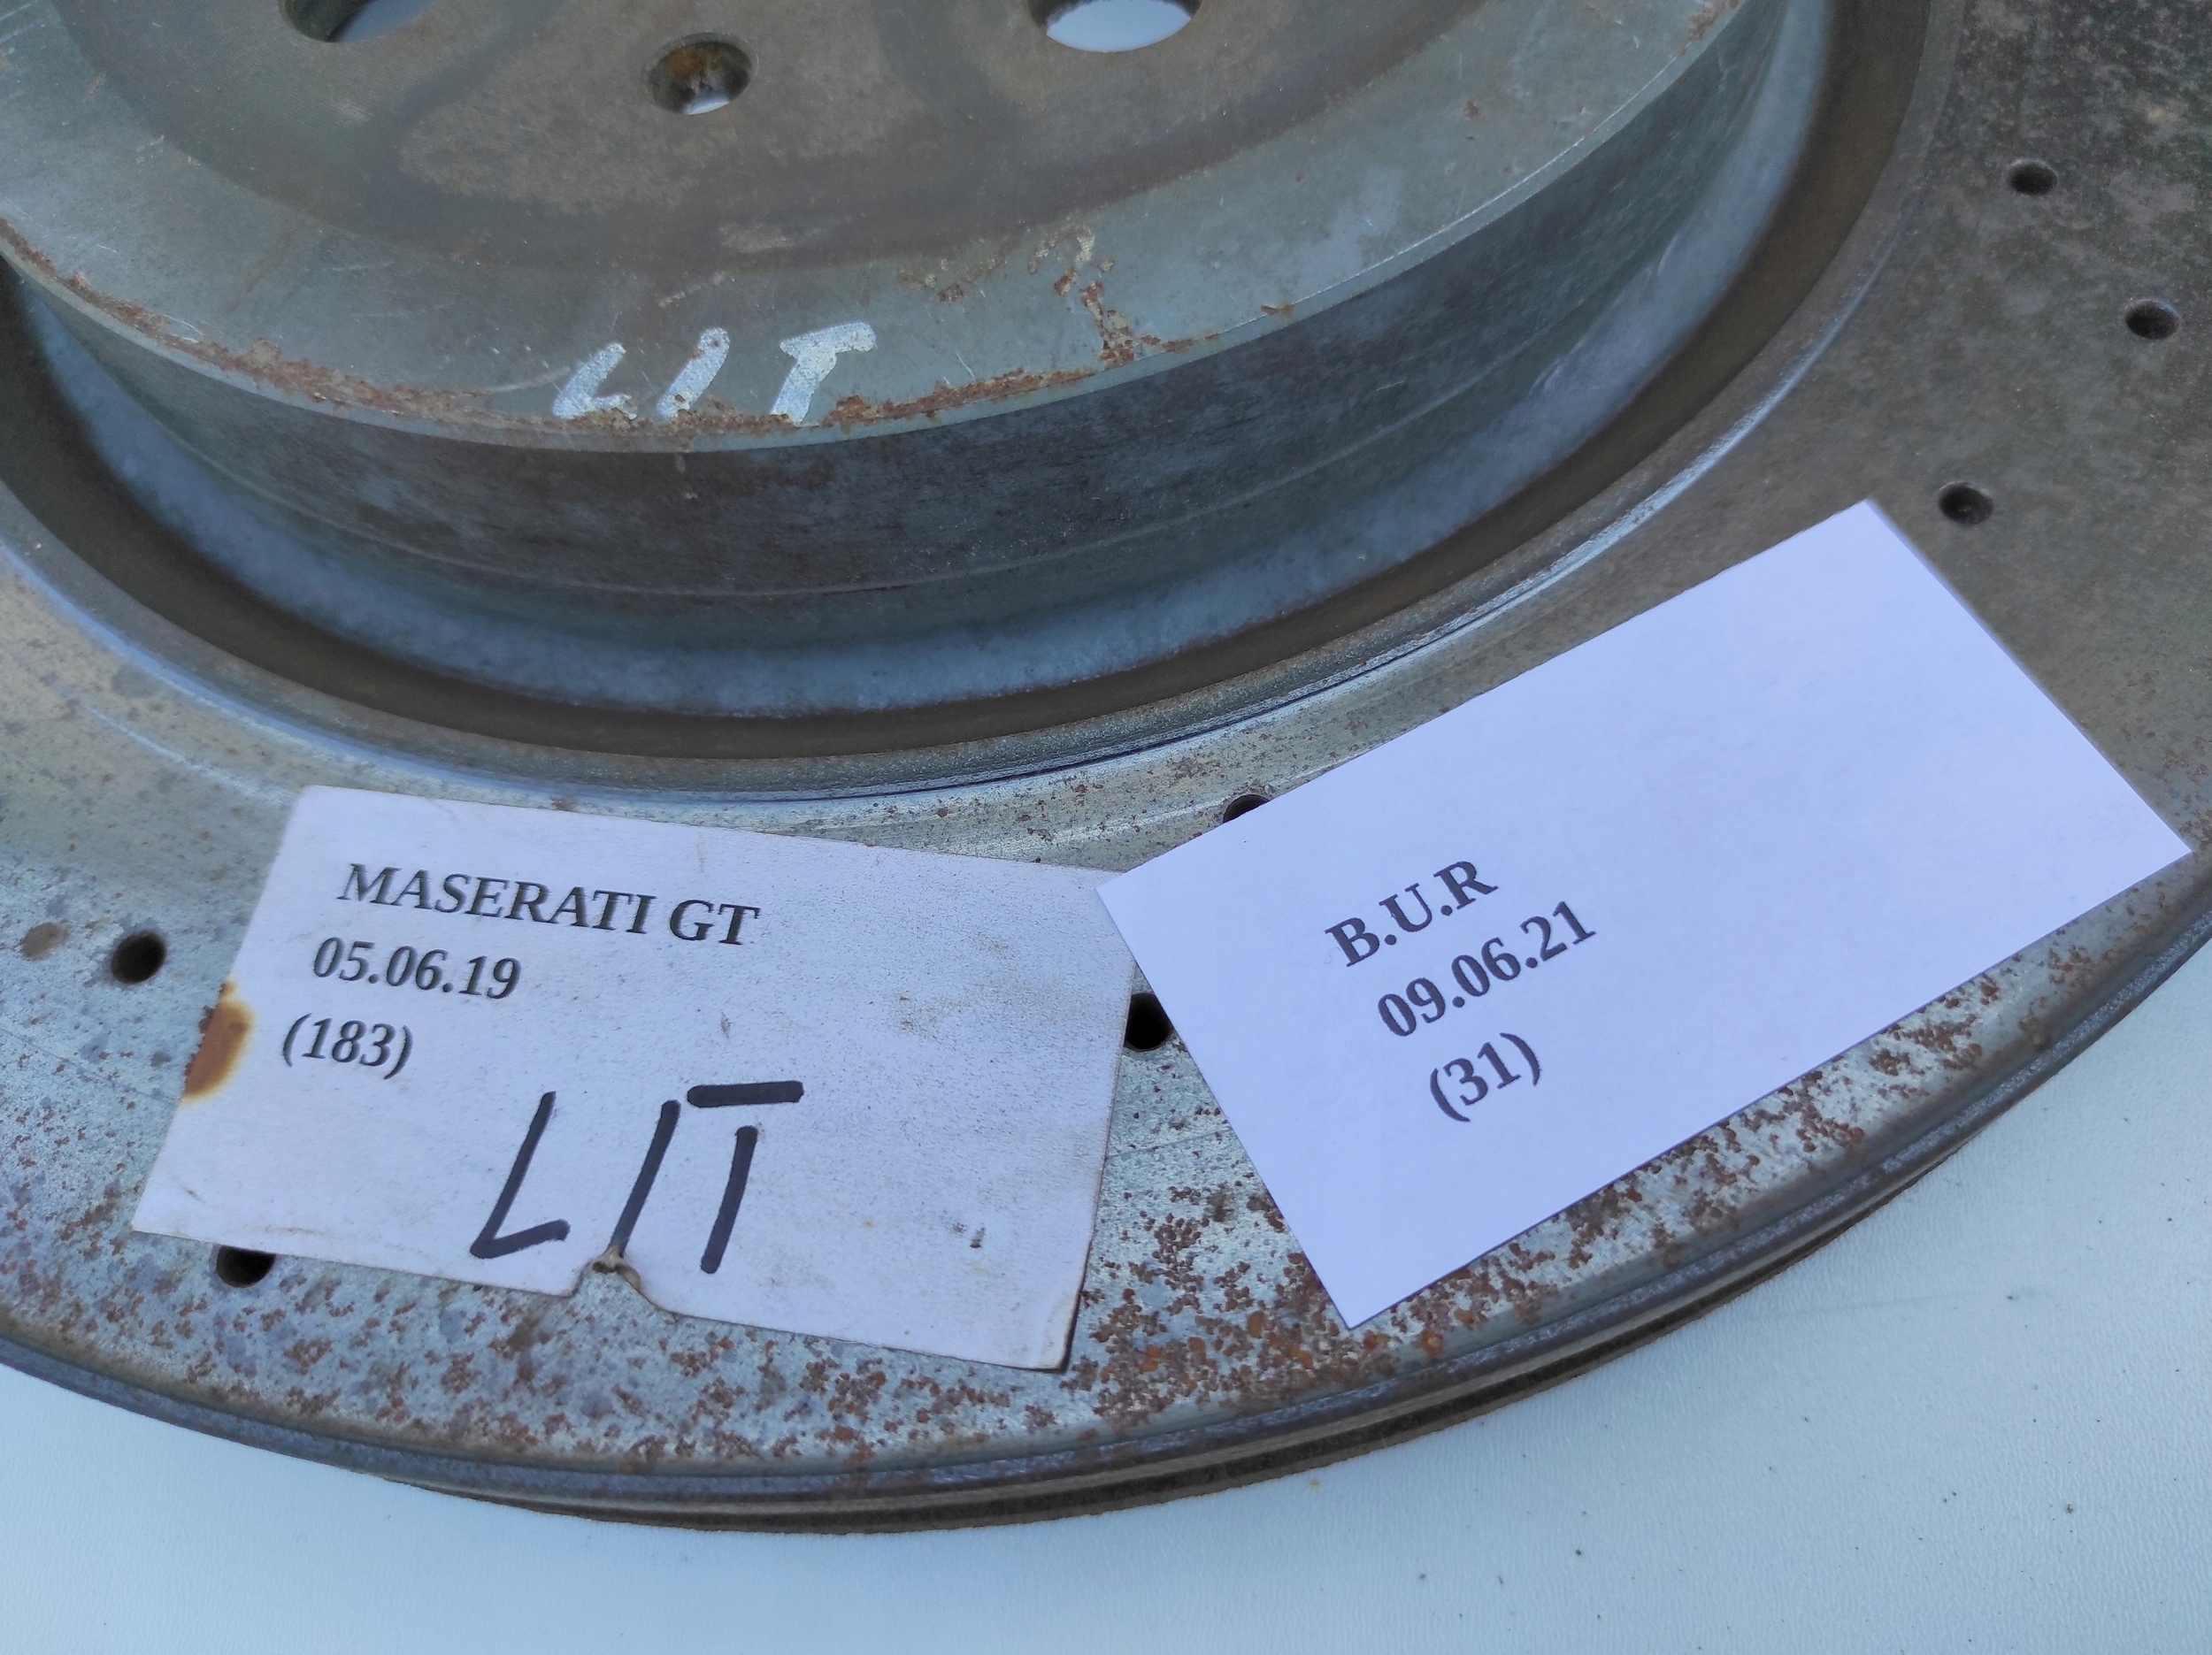 LIT
MASERATI GT
05.06.19
(183)
LIT
B.U.R
09.06.21
(31)